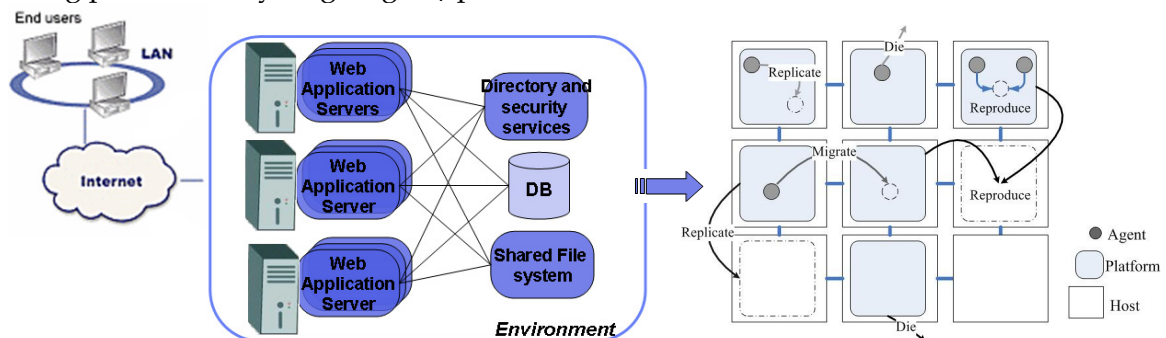 End users
LAN
Internet
Web
Application
Servers
Web
Application
Server
Web
Application
Server
Directory and
security
services
DB
Shared File
system
Environment
Die
Replicate
Reproduce
Migrate
Reproduce
Replicate
Die
Agent
Platform
Host